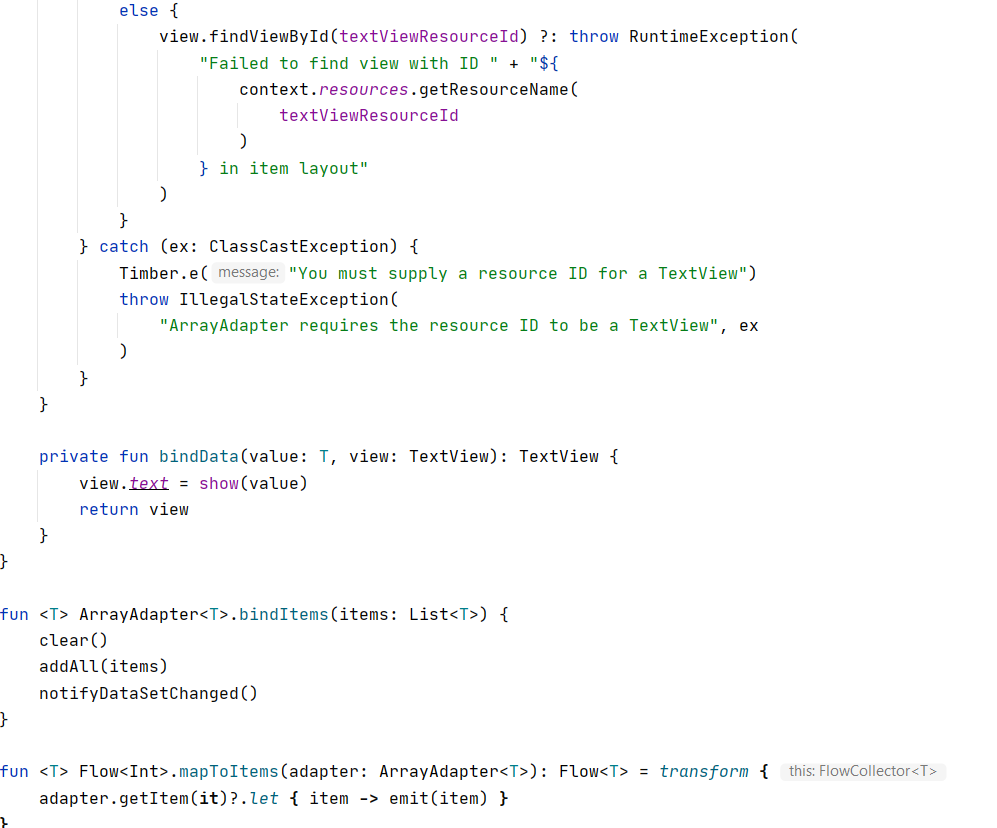 else {
view.findViewById(textViewResourceId) ?: throw RuntimeException(
"Failed to find view with ID " + "${
context.resources.getResourceName(
textViewResourceId
)
} in item layout"
)
}
} catch (ex: ClassCastException) {
Timber.e( message: "You must supply a resource ID for a TextView")
throw IllegalStateException(
"ArrayAdapter requires the resource ID to be a TextView", ex
)
}
}
private fun bindData(value: T, view: TextView): TextView {
view.text = show(value)
return view
}
}
fun <T> ArrayAdapter<T>.bindItems(items: List<T>) {
clear()
addAll(items)
notifyDataSetChanged()
}
fun <T> Flow<Int>.mapToItems(adapter: ArrayAdapter<T>): Flow<T> = transform { this: FlowCollector<T>
adapter.getItem(it)?.let { item -> emit(item) }
}